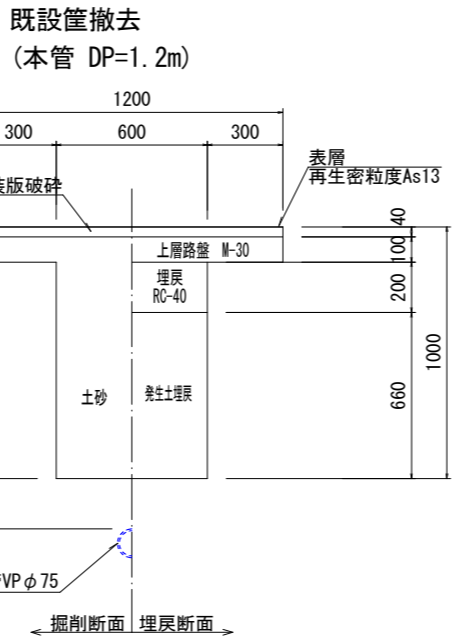 既設筐撤去
(本管 DP=1.2m)
1200
300
600
300
表層
再生密粒度As13
装版破砕
40
上層路盤 M-30
100
埋戻
RC-40
200
1000
土砂
発生土埋戻
660
VPφ75
掘削断面
埋戻断面